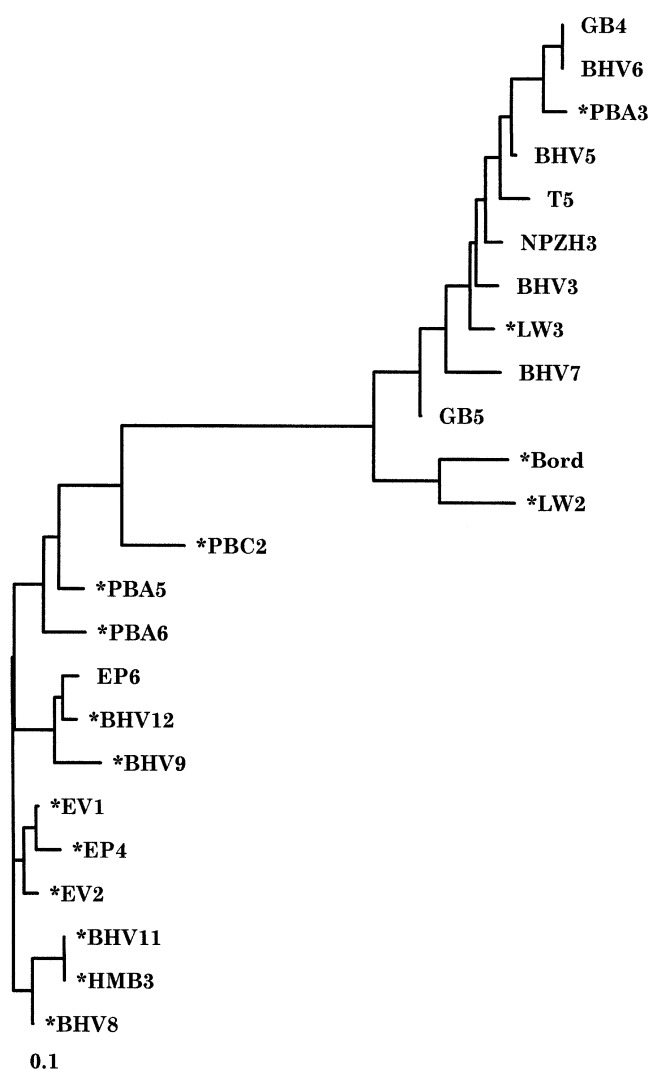 GB4
BHV6
*PBA3
BHV5
T5
NPZH3
BHV3
*LW3
BHV7
GB5
*Bord
*LW2
*PBC2
*PBA5
*PBA6
EP6
*BHV12
*BHV9
*EV1
*EP4
*EV2
*BHV11
*HMB3
*BHV8
0.1